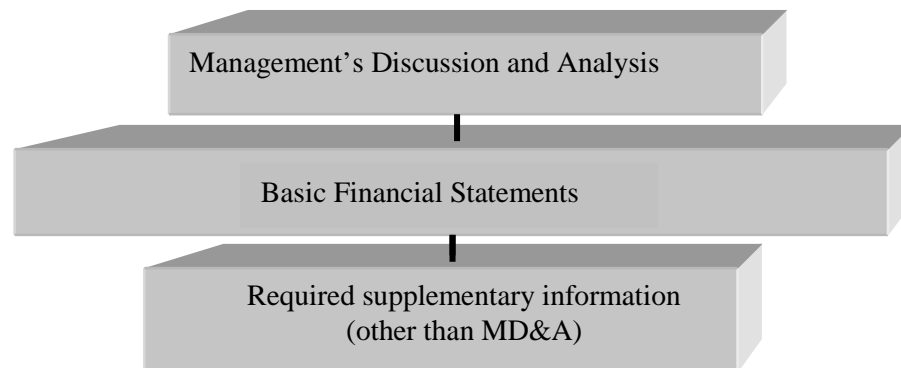 Management’s Discussion and Analysis
Basic Financial Statements
Required supplementary information
(other than MD&A)